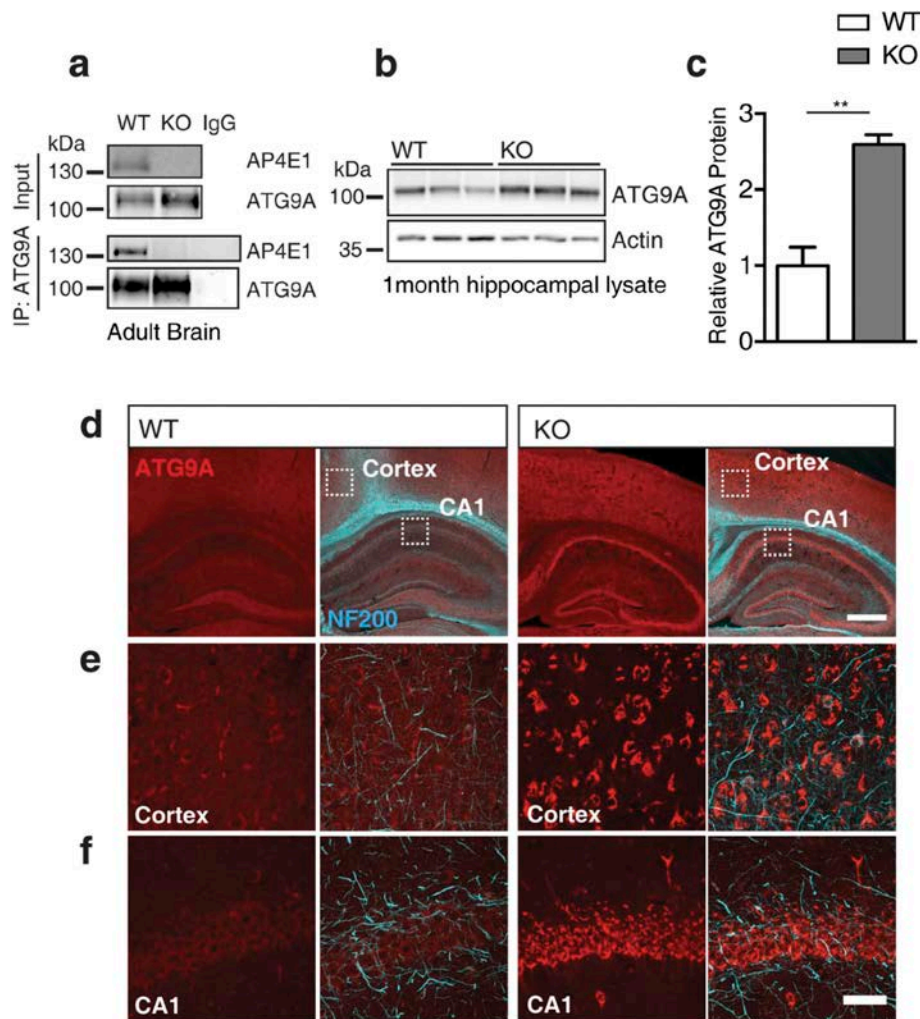 WT
KO
a
b
c
WT KO IgG
kDa
Input
130
AP4E1
100
ATG9A
IP: ATG9A
130
AP4E1
100
ATG9A
Adult Brain
WT KO
kDa
100
ATG9A
35
Actin
1month hippocampal lysate
**
Relative ATG9A Protein
3
2
1
0
d
WT
KO
ATG9A
Cortex
CA1
NF200
Cortex
CA1
e
Cortex
Cortex
f
CA1
CA1